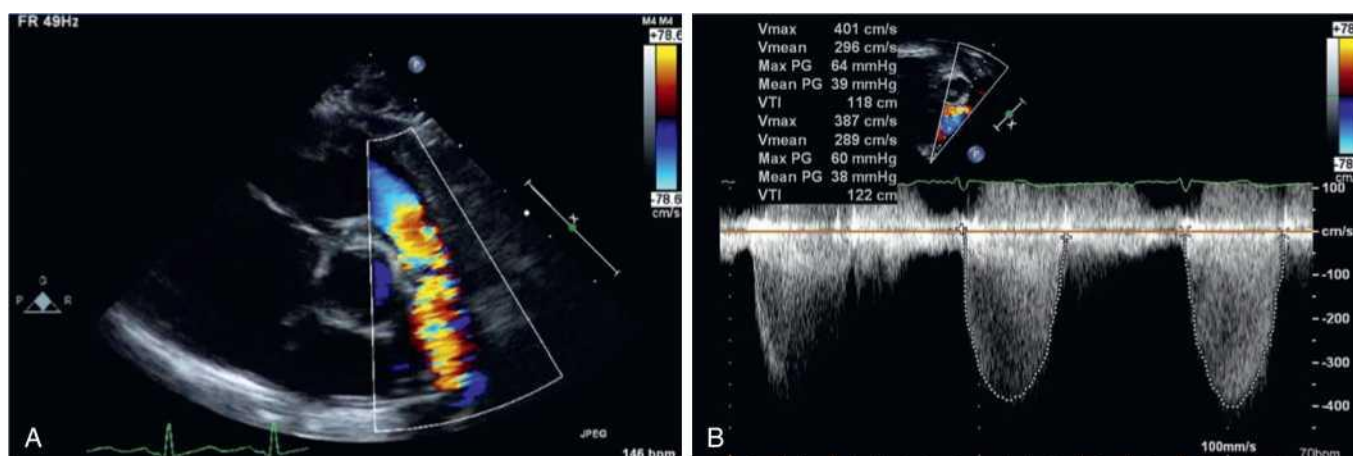 FR 49Hz
M4 M4
+78.6
-78.6
cm/s
P
G
P
R
x
JPEG
146 bpm
A
Vmax 401 cm/s
Vmean 296 cm/s
Max PG 64 mmHg
Mean PG 39 mmHg
VTI 118 cm
Vmax 387 cm/s
Vmean 289 cm/s
Max PG 60 mmHg
Mean PG 38 mmHg
VTI 122 cm
x
P
100
cm/s
-100
-200
-300
-400
100mm/s
70bpm
B